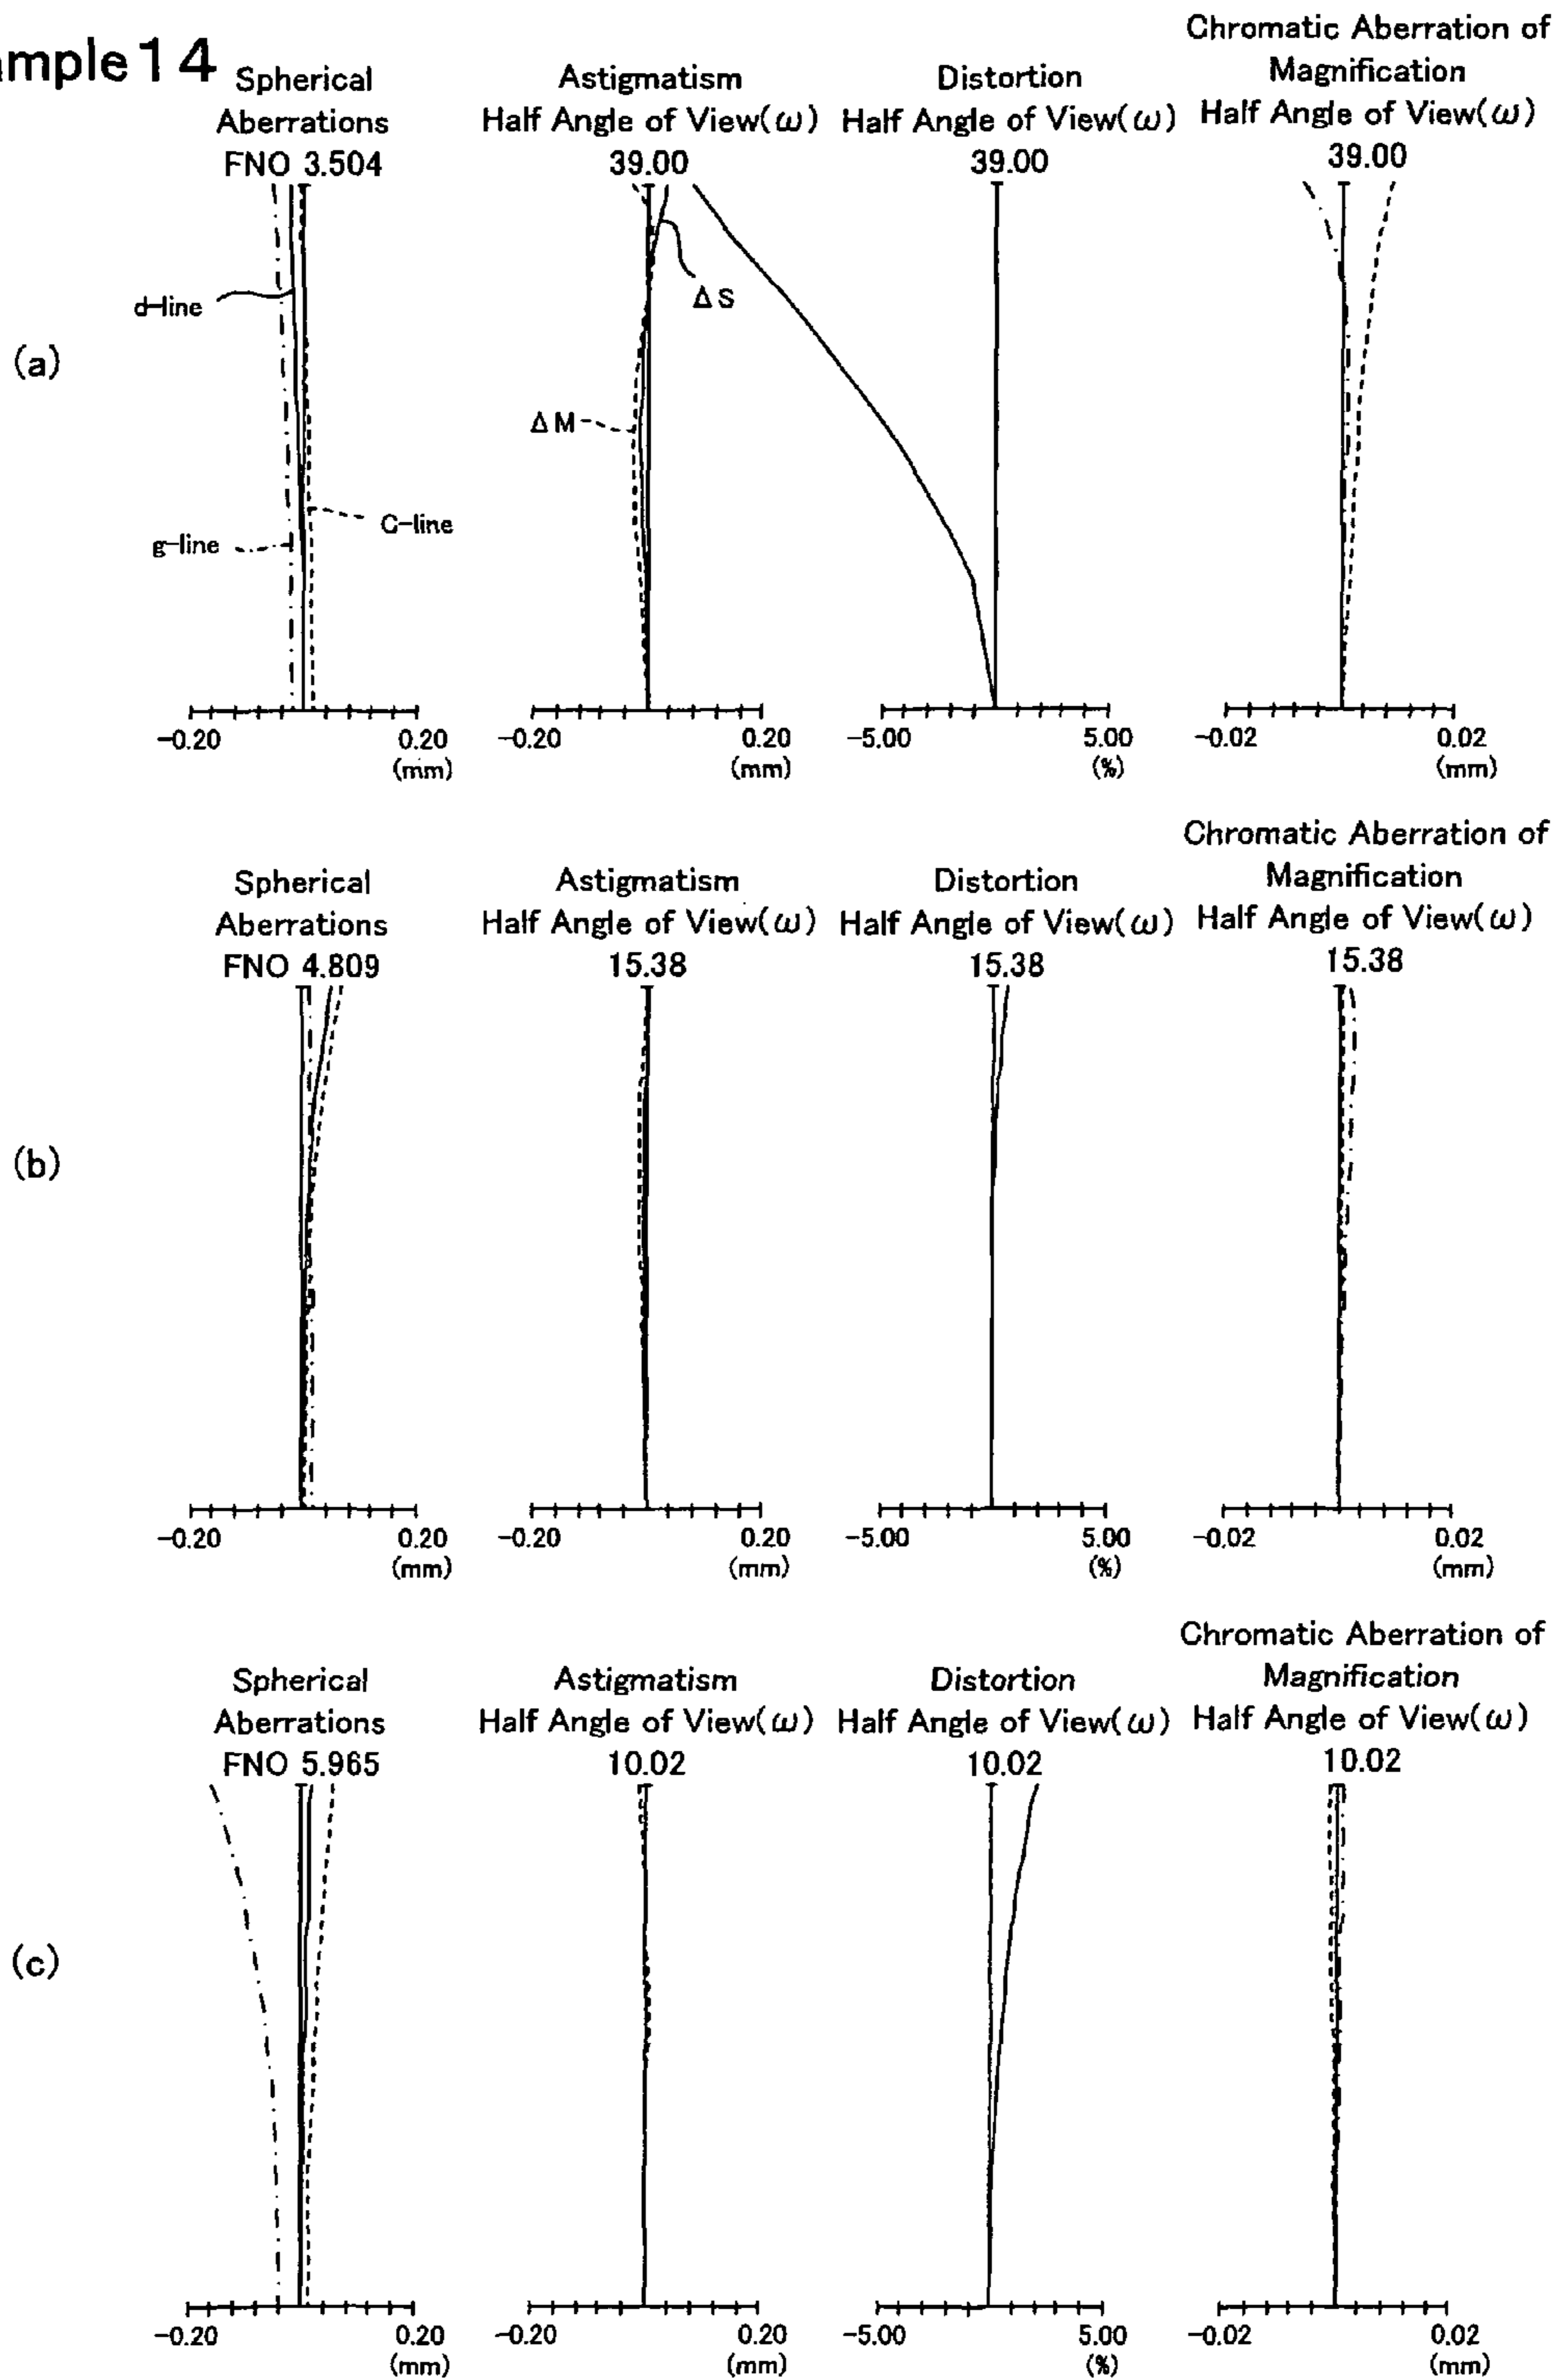 ample14
Spherical
Aberrations
FNO 3.504
Astigmatism
Half Angle of View(ω)
39.00
Distortion
Half Angle of View(ω)
39.00
Chromatic Aberration of
Magnification
Half Angle of View(ω)
39.00
(a)
d-line
g-line
C-line
ΔS
ΔM
-0.20
0.20
(mm)
-0.20
0.20
(mm)
-5.00
5.00
(%)
-0.02
0.02
(mm)
Spherical
Aberrations
FNO 4.809
Astigmatism
Half Angle of View(ω)
15.38
Distortion
Half Angle of View(ω)
15.38
Chromatic Aberration of
Magnification
Half Angle of View(ω)
15.38
(b)
-0.20
0.20
(mm)
-0.20
0.20
(mm)
-5.00
5.00
(%)
-0.02
0.02
(mm)
Spherical
Aberrations
FNO 5.965
Astigmatism
Half Angle of View(ω)
10.02
Distortion
Half Angle of View(ω)
10.02
Chromatic Aberration of
Magnification
Half Angle of View(ω)
10.02
(c)
-0.20
0.20
(mm)
-0.20
0.20
(mm)
-5.00
5.00
(%)
-0.02
0.02
(mm)